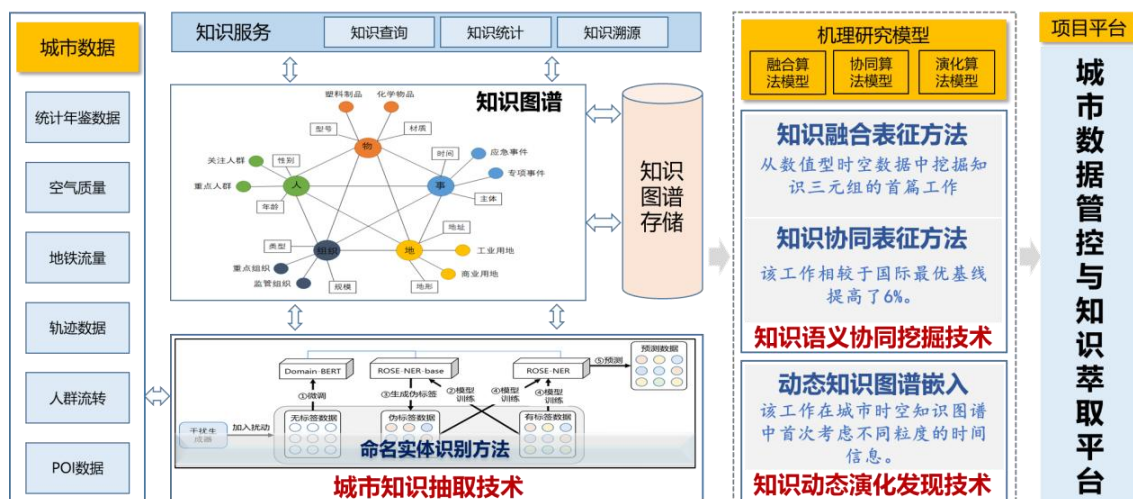 城市数据
统计年鉴数据
空气质量
地铁流量
轨迹数据
人群流转
POI数据
知识服务
知识查询
知识统计
知识溯源
知识图谱
塑料制品
化学物品
型号
材质
物
关注人群
性别
时间
应急事件
重点人群
人
事
专项事件
年龄
主体
地址
类型
组织
地
工业用地
重点组织
商业用地
监管组织
规模
地形
知识
图谱
存储
预测数据
⑤预测
Domain-BERT
ROSE-NER-base
ROSE-NER
①微调
③生成伪标签
②模型
训练
④模型
训练
④模型
训练
无标签数据
伪标签数据
有标签数据
干扰生
成器
加入扰动
命名实体识别方法
城市知识抽取技术
机理研究模型
融合算
法模型
协同算
法模型
演化算
法模型
知识融合表征方法
从数值型时空数据中挖掘知
识三元组的首篇工作
知识协同表征方法
该工作相较于国际最优基线
提高了6%。
知识语义协同挖掘技术
动态知识图谱嵌入
该工作在城市时空知识图谱
中首次考虑不同粒度的时间
信息。
知识动态演化发现技术
项目平台
城市数据管控与知识萃取平台